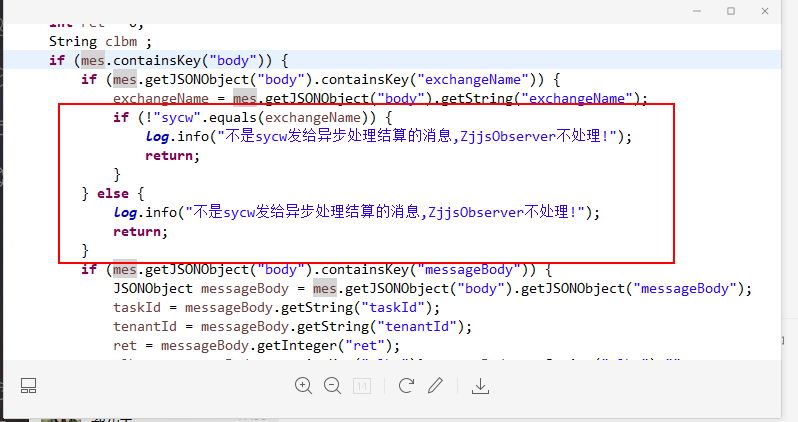 String clbm ;
if (mes.containsKey("body")) {
if (mes.getJSONObject("body").containsKey("exchangeName")) {
exchangeName = mes.getJSONObject("body").getString("exchangeName");
if (!"sycw".equals(exchangeName)) {
log.info("不是sycw发给异步处理结算的消息,ZjjsObserver不处理!");
return;
}
} else {
log.info("不是sycw发给异步处理结算的消息,ZjjsObserver不处理!");
return;
}
if (mes.getJSONObject("body").containsKey("messageBody")) {
JSONObject messageBody = mes.getJSONObject("body").getJSONObject("messageBody");
taskId = messageBody.getString("taskId");
tenantId = messageBody.getString("tenantId");
ret = messageBody.getInteger("ret");
1:1